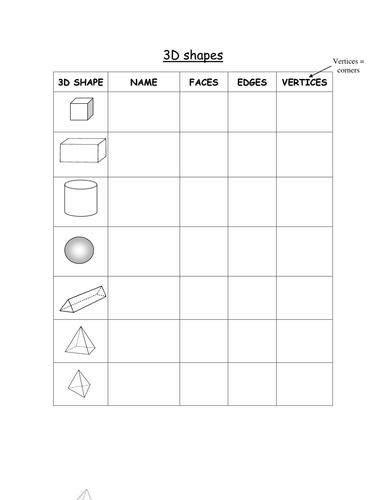 3D shapes
Vertices =
corners
3D SHAPE NAME FACES EDGES VERTICES